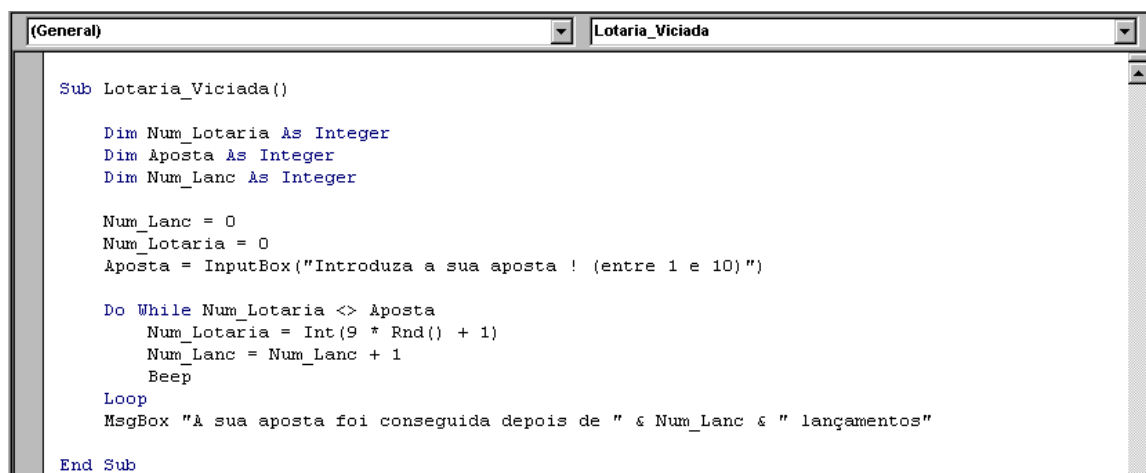 (General) Lotaria_Viciada
Sub Lotaria_Viciada()
Dim Num_Lotaria As Integer
Dim Aposta As Integer
Dim Num_Lanc As Integer
Num_Lanc = 0
Num_Lotaria = 0
Aposta = InputBox("Introduza a sua aposta ! (entre 1 e 10)")
Do While Num_Lotaria <> Aposta
Num_Lotaria = Int(9 * Rnd() + 1)
Num_Lanc = Num_Lanc + 1
Beep
Loop
MsgBox "A sua aposta foi conseguida depois de " & Num_Lanc & " lançamentos"
End Sub